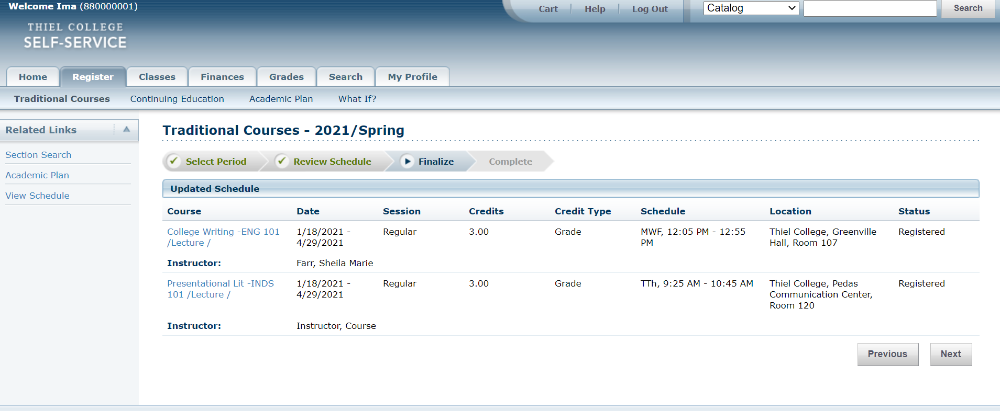 Welcome Ima (880000001)
Cart Help Log Out Catalog Search
THIEL COLLEGE
SELF-SERVICE
Home Register Classes Finances Grades Search My Profile
Traditional Courses Continuing Education Academic Plan What If?
Related Links
Section Search
Academic Plan
View Schedule
Traditional Courses - 2021/Spring
Select Period Review Schedule Finalize Complete
Updated Schedule
Course Date Session Credits Credit Type Schedule Location Status
College Writing -ENG 101 1/18/2021 - Regular 3.00 Grade MWF, 12:05 PM - 12:55 Thiel College, Greenville Registered
/Lecture / 4/29/2021 PM Hall, Room 107
Instructor: Farr, Sheila Marie
Presentational Lit -INDS 1/18/2021 - Regular 3.00 Grade TTh, 9:25 AM - 10:45 AM Thiel College, Pedas Registered
101 /Lecture / 4/29/2021 Communication Center,
Room 120
Instructor: Instructor, Course
Previous Next